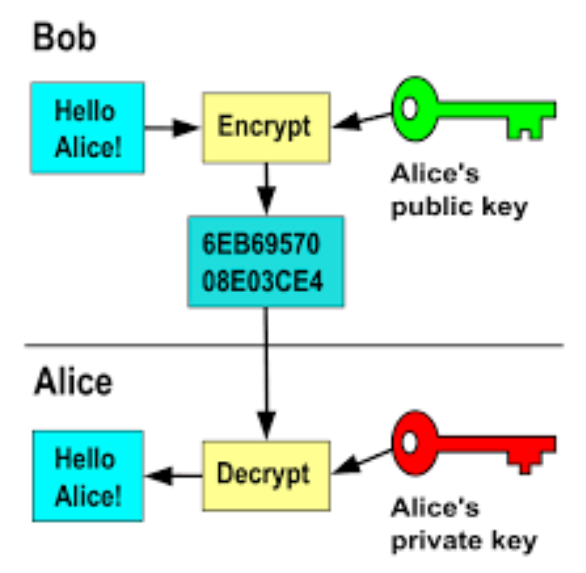 Bob
Hello
Alice!
Encrypt
Alice's
public key
6EB69570
08E03CE4
Alice
Hello
Alice!
Decrypt
Alice's
private key